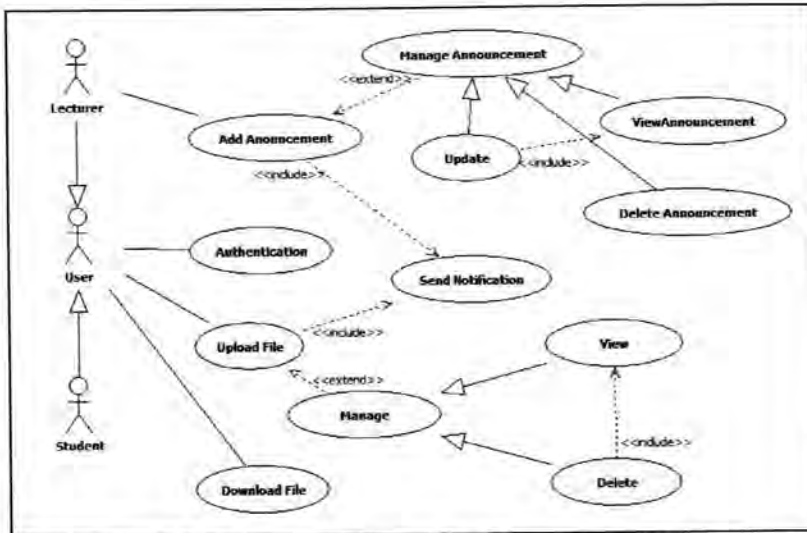 Manage Announcement
<<extend>>
Lecturer
ViewAnnouncement
Add Anouncement
Update
<<include>>
<<include>>
Delete Announcement
Authentication
User
Send Notification
Upload File
<<include>>
View
<<extend>>
Manage
<<include>>
Student
Download File
Delete